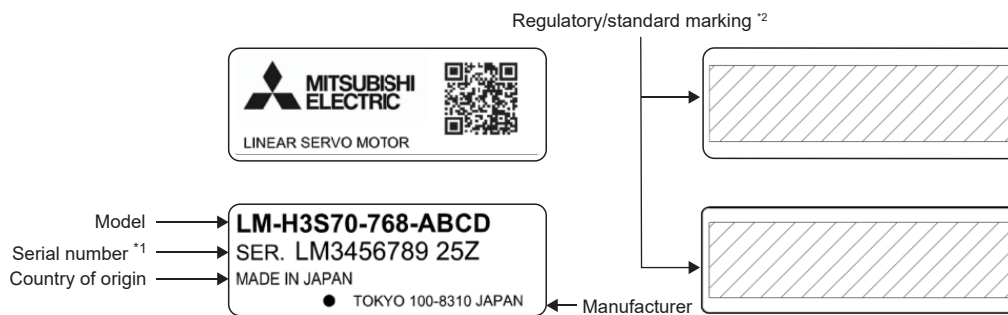 Regulatory/standard marking *2
MITSUBISHI
ELECTRIC
LINEAR SERVO MOTOR
Model
LM-H3S70-768-ABCD
Serial number *1
SER. LM3456789 25Z
Country of origin
MADE IN JAPAN
● TOKYO 100-8310 JAPAN
Manufacturer